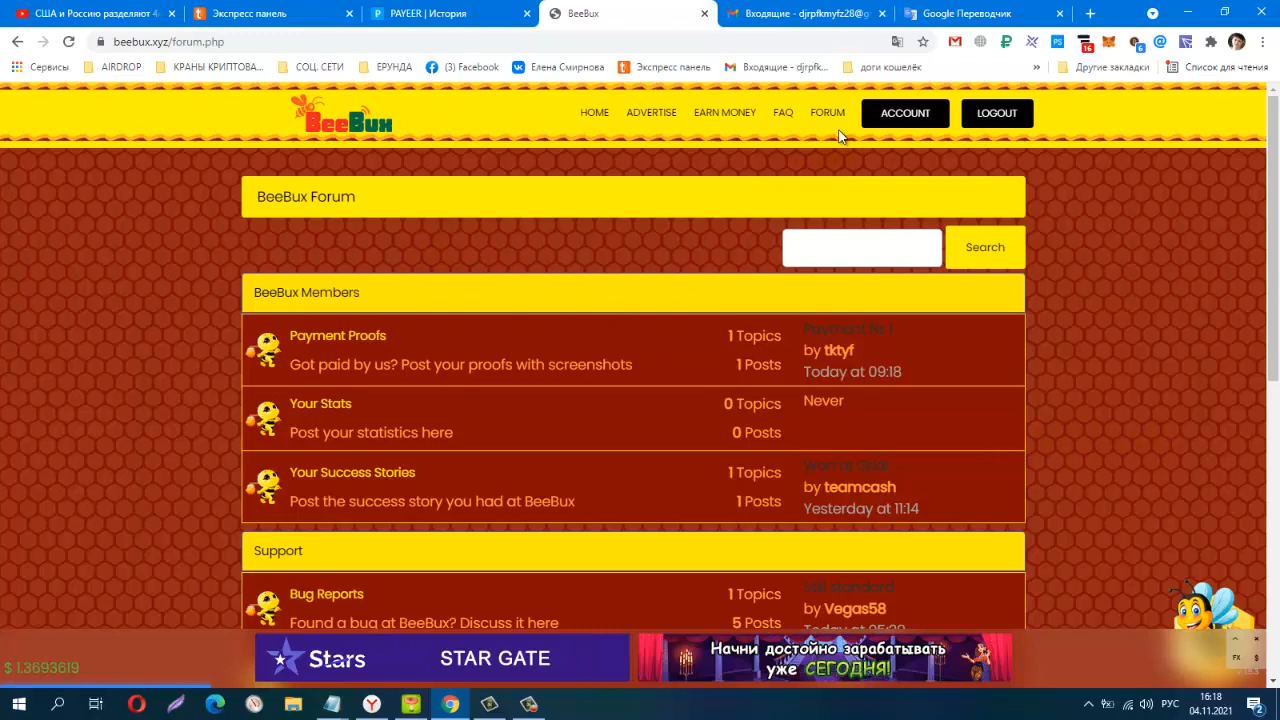 США и Россия разделяют 4
PAYEER | История
BeeBux
Входящие - djrpfkmyfz28@g
Google Переводчик
beebux.xyz/forum.php
Сервисы
AIRDROP
КРАНЫ КРИПТОВА...
СОЦ. СЕТИ
ЕРУНДА
(3) Facebook
Елена Смирнова
Экспресс панель
Входящие - djrpfk...
доги кошелёк
»
Другие закладки
Список для чтения
BeeBux
HOME
ADVERTISE
EARN MONEY
FAQ
FORUM
ACCOUNT
LOGOUT
BeeBux Forum
Search
BeeBux Members
Payment Proofs
1 Topics
Got paid by us? Post your proofs with screenshots
1 Posts
Payment № 1
by tktyf
Today at 09:18
Your Stats
0 Topics
Never
Post your statistics here
0 Posts
Your Success Stories
1 Topics
Post the success story you had at BeeBux
1 Posts
by teamcash
Yesterday at 11:14
Support
Bug Reports
1 Topics
Found a bug at BeeBux? Discuss it here
5 Posts
by Vegas58
Stars
STAR GATE
Начни достойно зарабатывать
уже СЕГОДНЯ!
$ 1.3693619
FX $
РУС
16:18
04.11.2021